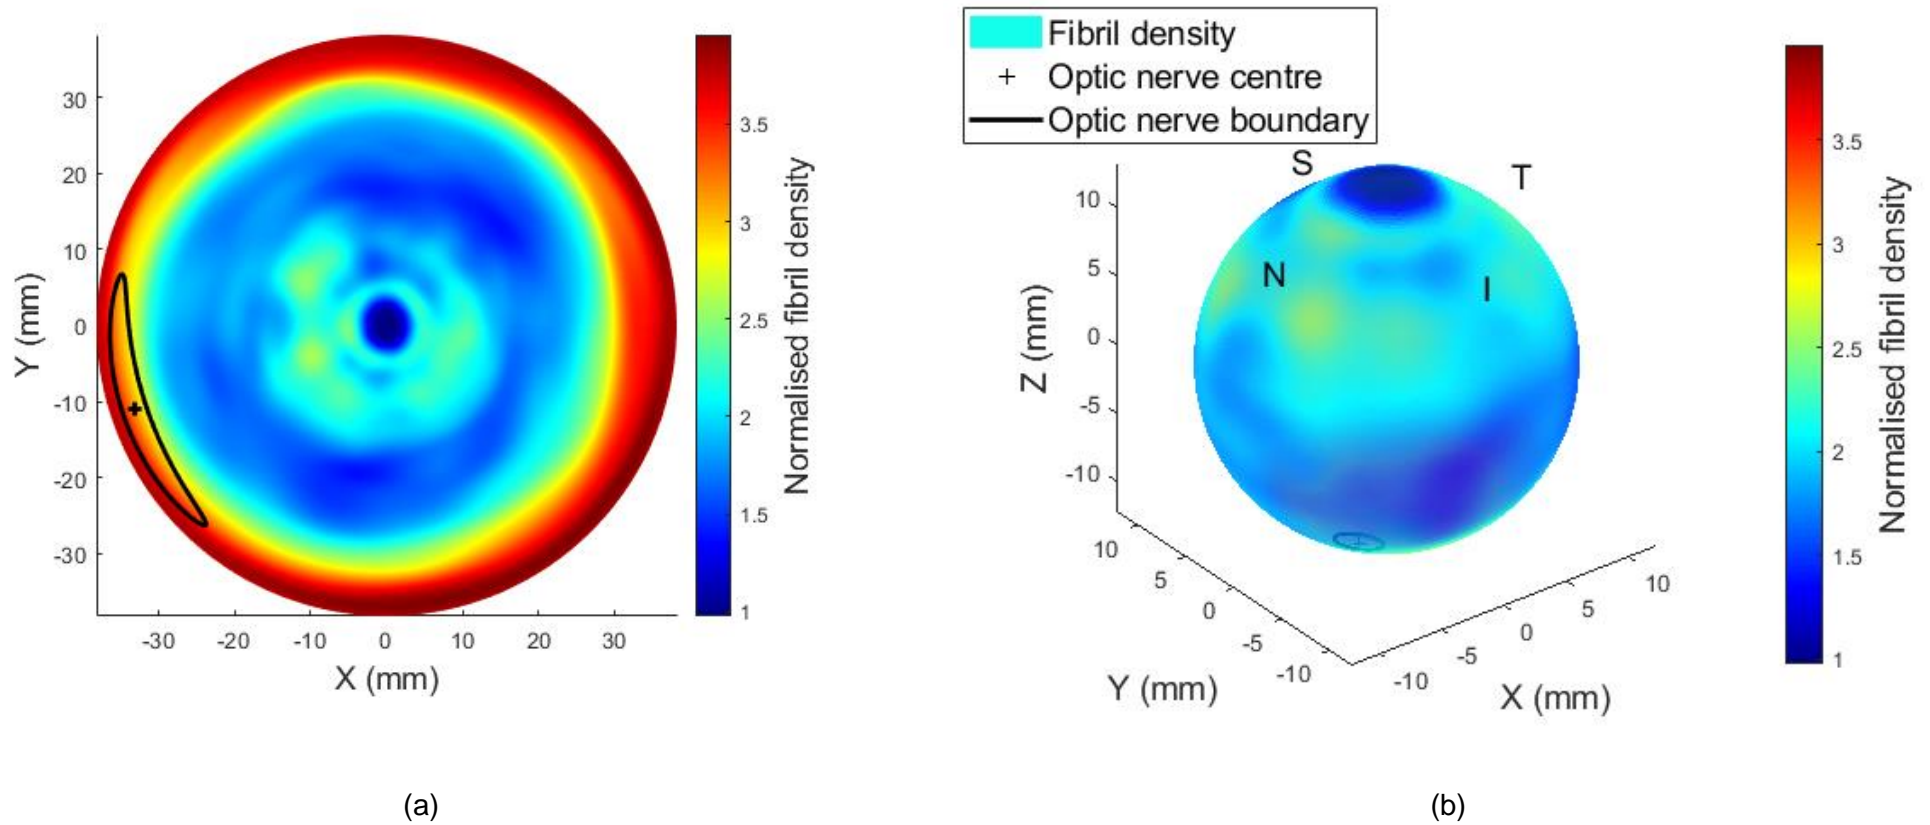 30
20
10
0
-10
-20
-30
Y (mm)
-30 -20 -10 0 10 20 30
X (mm)
3.5
3
2.5
2
1.5
1
Normalised fibril density
(a)
Fibril density
Optic nerve centre
Optic nerve boundary
S
T
N
I
10
5
0
-5
-10
Z (mm)
10
5
0
-5
-10
Y (mm)
-10
-5
0
5
10
X (mm)
3.5
3
2.5
2
1.5
1
Normalised fibril density
(b)